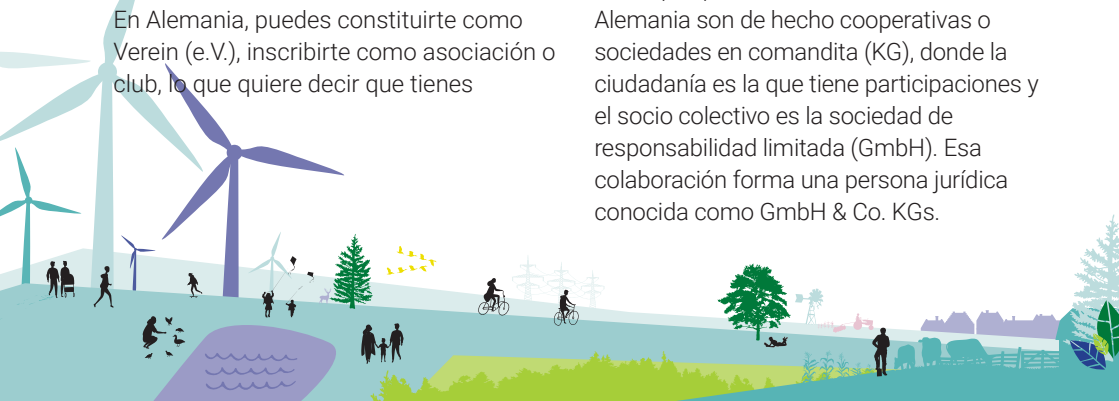 En Alemania, puedes constituirte como
Verein (e.V.), inscribirte como asociación o
club, lo que quiere decir que tienes
Alemania son de hecho cooperativas o
sociedades en comandita (KG), donde la
ciudadanía es la que tiene participaciones y
el socio colectivo es la sociedad de
responsabilidad limitada (GmbH). Esa
colaboración forma una persona jurídica
conocida como GmbH & Co. KGs.